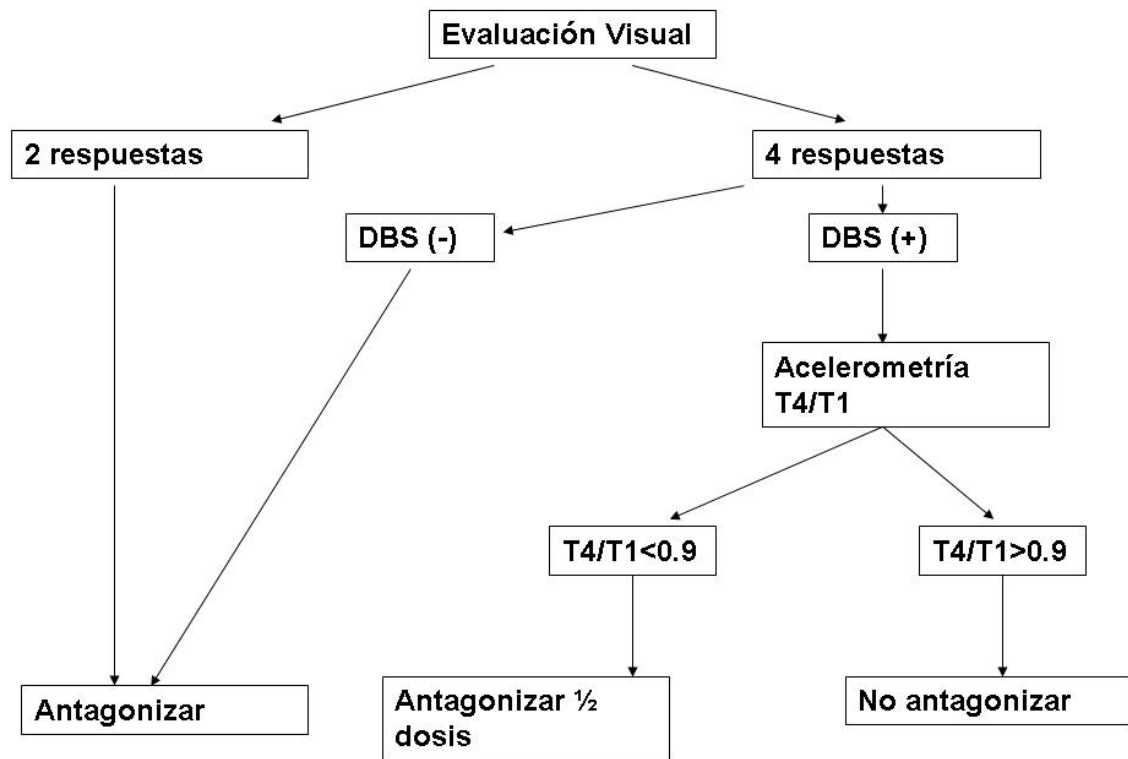 Evaluación Visual
2 respuestas
4 respuestas
DBS (-)
DBS (+)
Acelerometría
T4/T1
T4/T1<0.9
T4/T1>0.9
Antagonizar
Antagonizar ½
dosis
No antagonizar